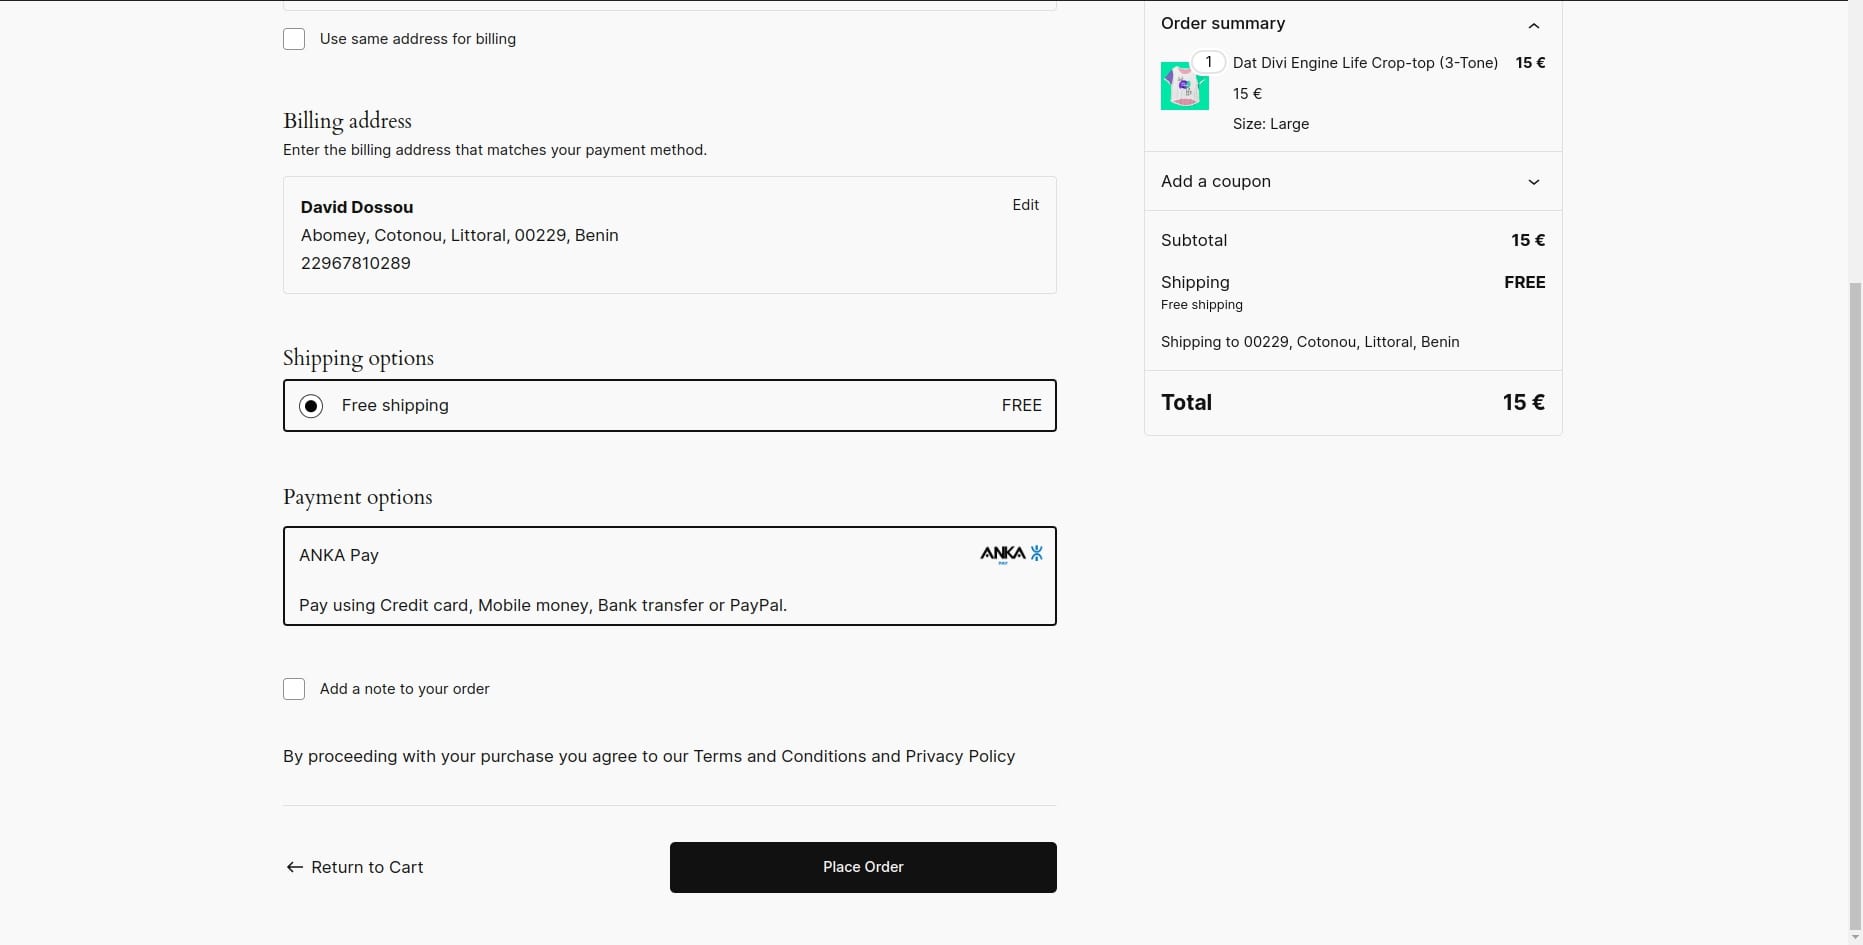 Use same address for billing
Billing address
Enter the billing address that matches your payment method.
David Dossou
Edit
Abomey, Cotonou, Littoral, 00229, Benin
22967810289
Shipping options
Free shipping
FREE
Payment options
ANKA Pay
ANKA
PAY
Pay using Credit card, Mobile money, Bank transfer or PayPal.
Add a note to your order
By proceeding with your purchase you agree to our Terms and Conditions and Privacy Policy
Return to Cart
Place Order
Order summary
1
Dat Divi Engine Life Crop-top (3-Tone)
15 €
15 €
Size: Large
Add a coupon
Subtotal
15 €
Shipping
FREE
Free shipping
Shipping to 00229, Cotonou, Littoral, Benin
Total
15 €